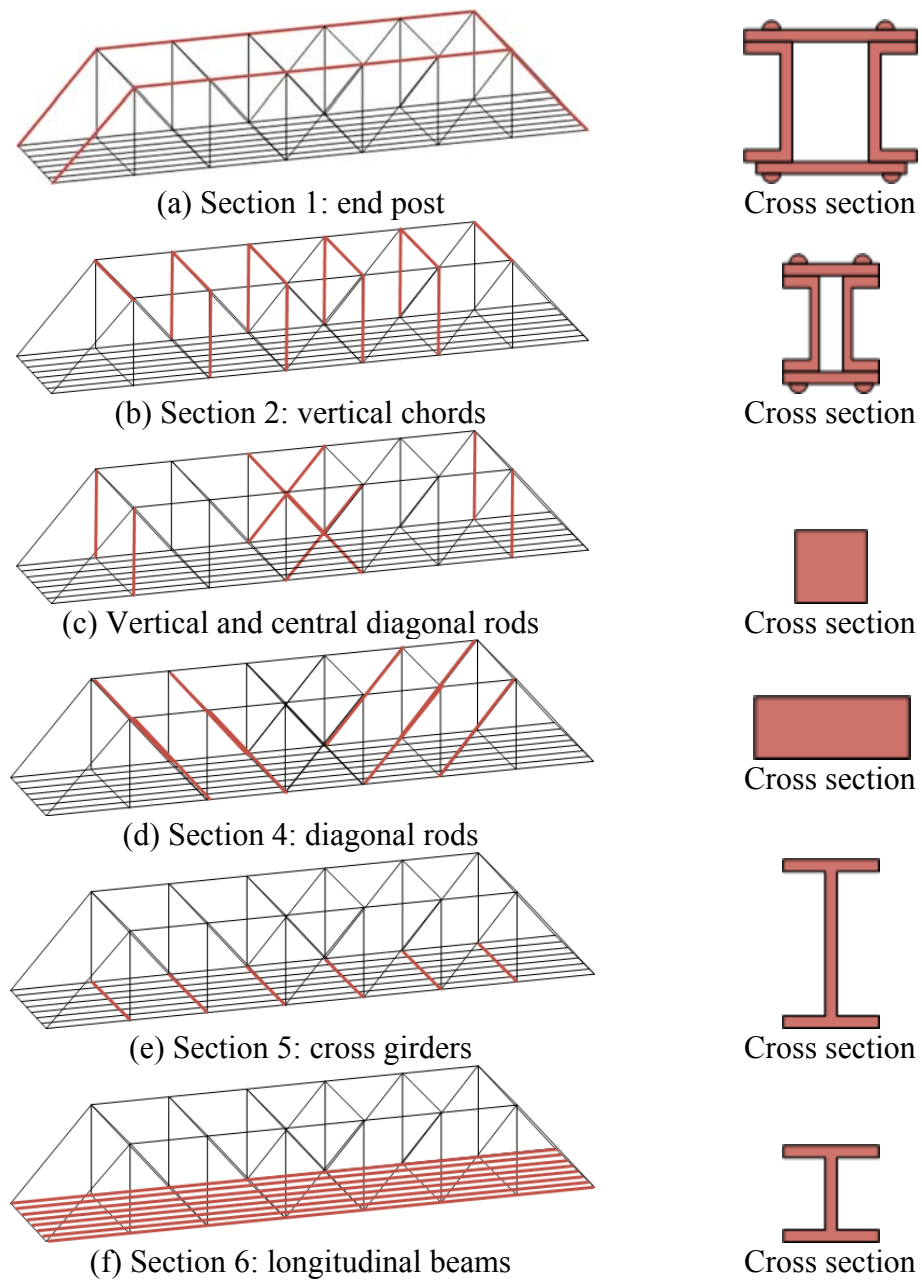 (a) Section 1: end post
Cross section
(b) Section 2: vertical chords
Cross section
(c) Vertical and central diagonal rods
Cross section
(d) Section 4: diagonal rods
Cross section
(e) Section 5: cross girders
Cross section
(f) Section 6: longitudinal beams
Cross section